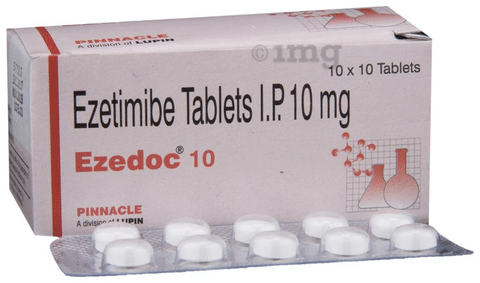 PINNACLE
A division of LUPIN
1mg
10 x 10 Tablets
Ezetimibe Tablets I.P. 10 mg
Ezedoc® 10
PINNACLE
A division of LUPIN